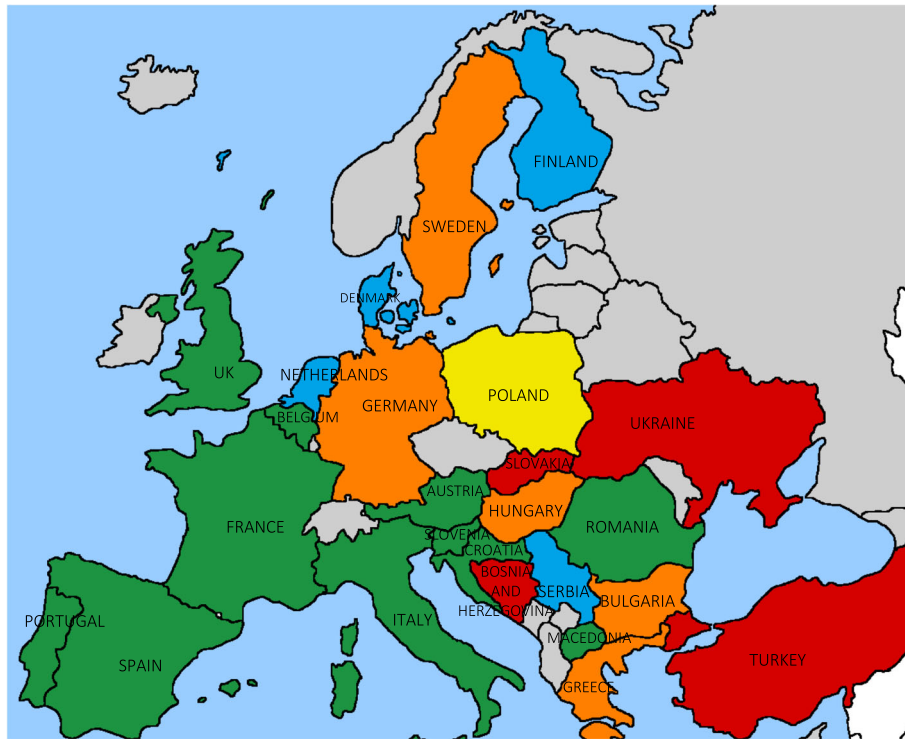 FINLAND
SWEDEN
DENMARK
UK
NETHERLANDS
BELGIUM
GERMANY
POLAND
UKRAINE
SLOVAKIA
AUSTRIA
HUNGARY
FRANCE
SLOVENIA
CROATIA
ROMANIA
BOSNIA
AND
HERZEGOVINA
SERBIA
BULGARIA
PORTUGAL
ITALY
MACEDONIA
SPAIN
TURKEY
GREECE